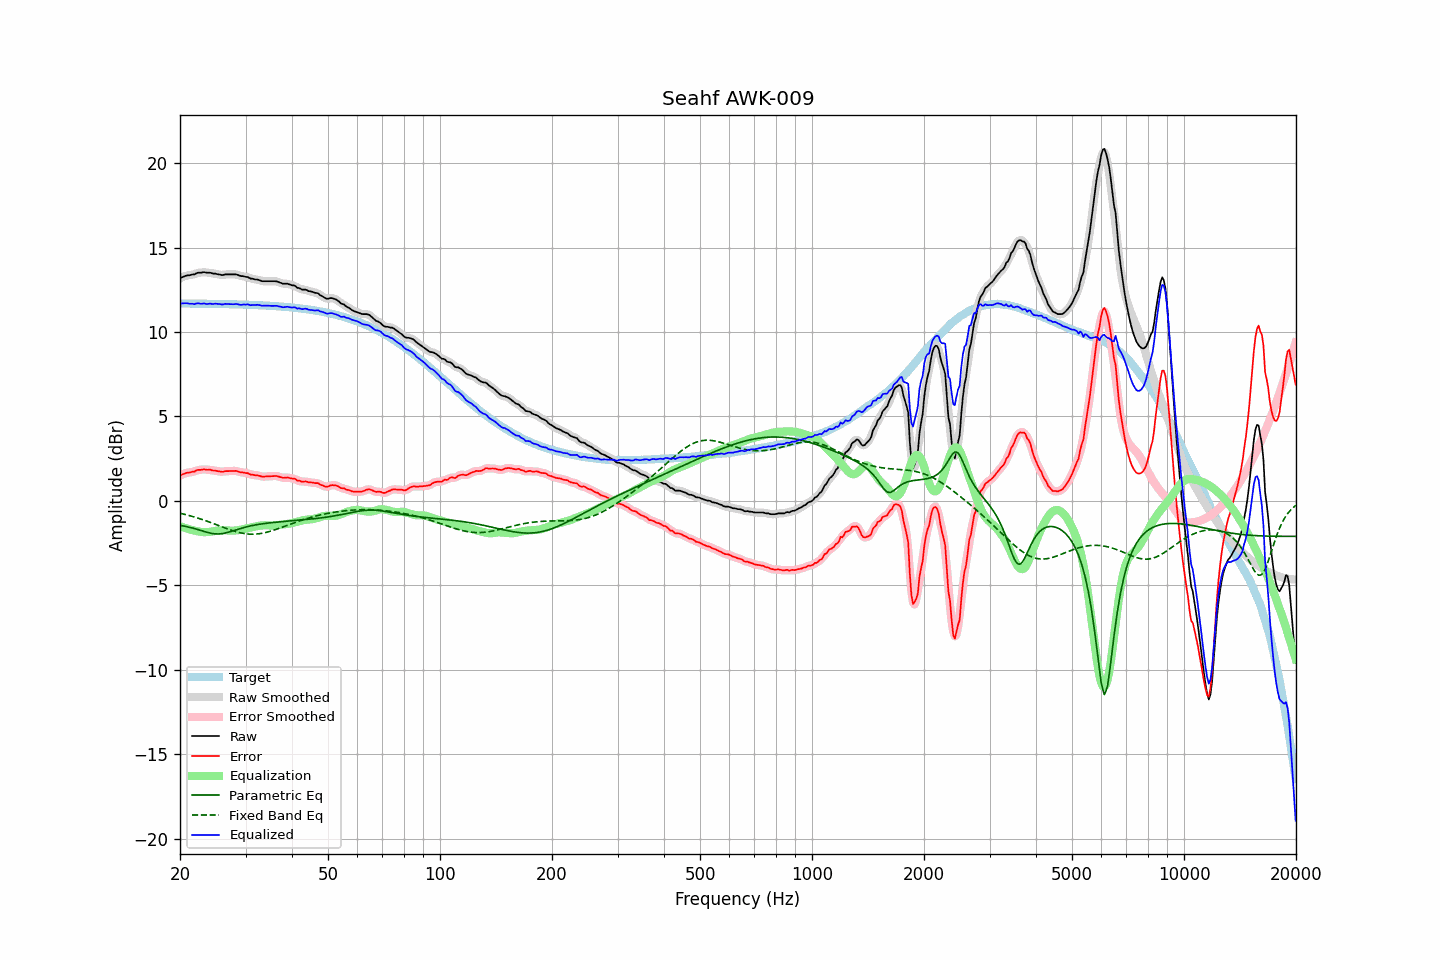 Seahf AWK-009
Amplitude (dBr)
20
15
10
5
0
−5
−10
−15
−20
Target
Raw Smoothed
Error Smoothed
Raw
Error
Equalization
Parametric Eq
Fixed Band Eq
Equalized
20 50 100 200 500 1000 2000 5000 10000 20000
Frequency (Hz)